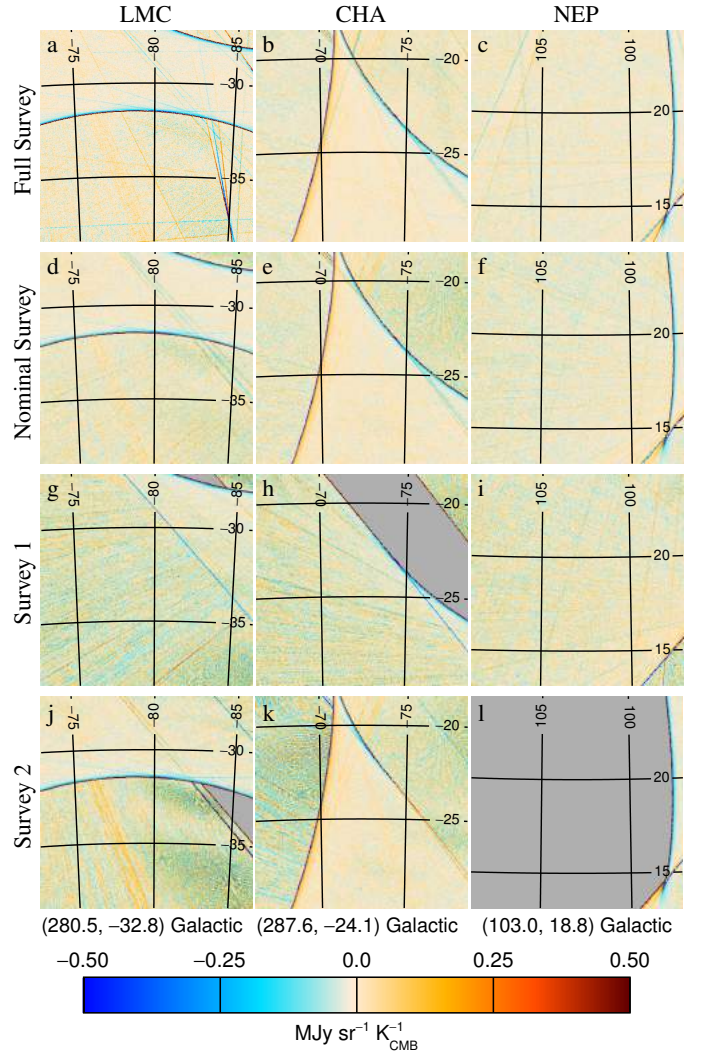 LMC CHA NEP
Full Survey
a b c
−75 −80 −85 −30 −35
−70 −75 −20 −25
105 100 20 15
Nominal Survey
d e f
−75 −80 −85 −30 −35
−70 −75 −20 −25
105 100 20 15
Survey 1
g h i
−75 −80 −85 −30 −35
−70 −75 −20 −25
105 100 20 15
Survey 2
j k l
−75 −80 −85 −30 −35
−70 −75 −20 −25
105 100 20 15
(280.5, −32.8) Galactic (287.6, −24.1) Galactic (103.0, 18.8) Galactic
−0.50 −0.25 0.0 0.25 0.50
MJy sr⁻¹ K⁻¹_CMB